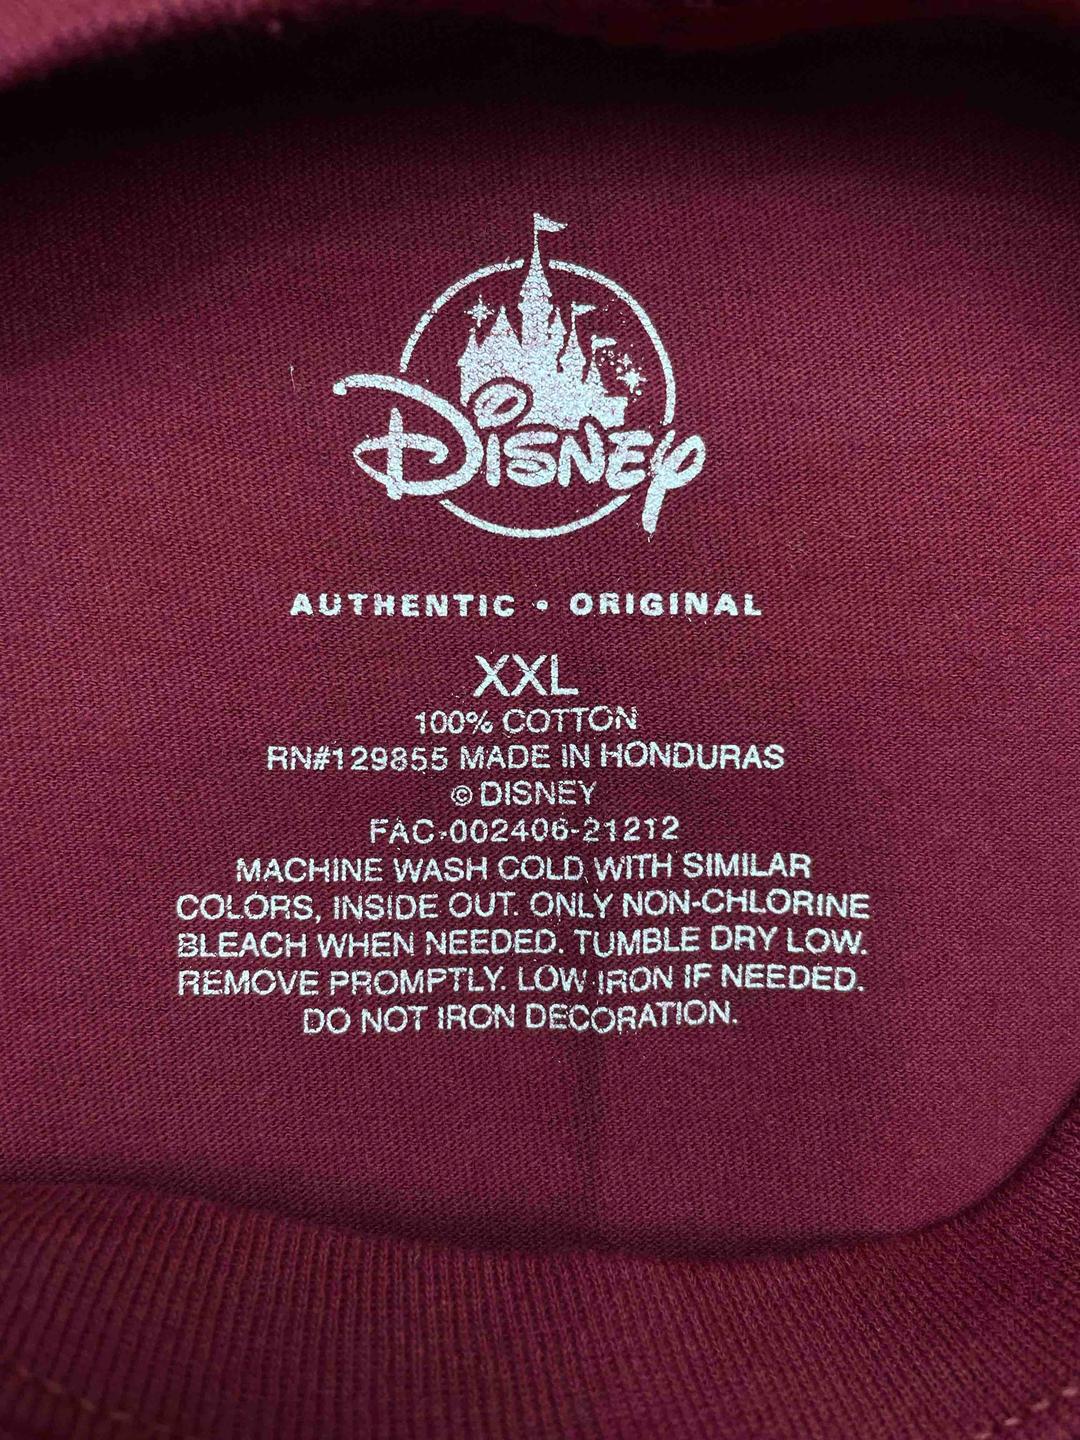 Disney
AUTHENTIC • ORIGINAL
XXL
100% COTTON
RN#129855 MADE IN HONDURAS
© DISNEY
FAC-002406-21212
MACHINE WASH COLD WITH SIMILAR
COLORS, INSIDE OUT. ONLY NON-CHLORINE
BLEACH WHEN NEEDED. TUMBLE DRY LOW.
REMOVE PROMPTLY. LOW IRON IF NEEDED.
DO NOT IRON DECORATION.